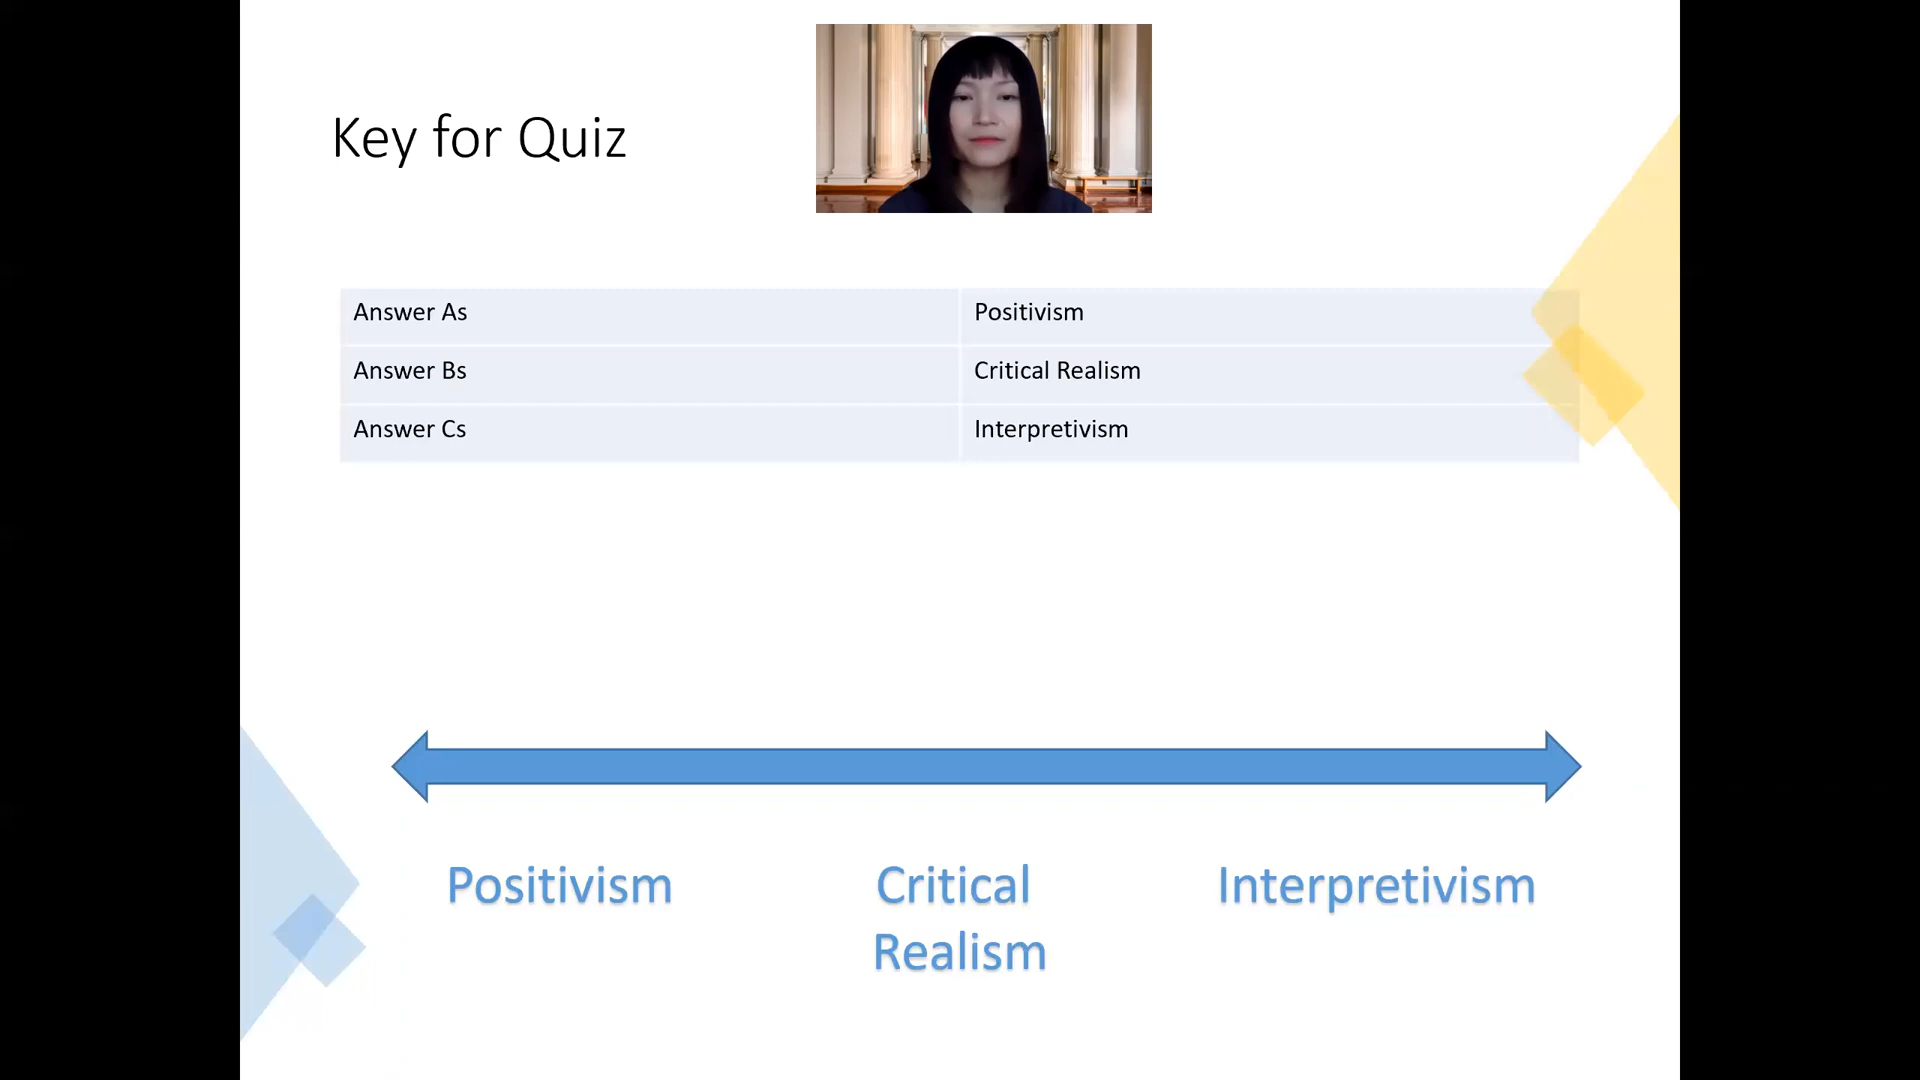 Key for Quiz
Answer As Positivism
Answer Bs Critical Realism
Answer Cs Interpretivism
Positivism Critical Interpretivism
Realism